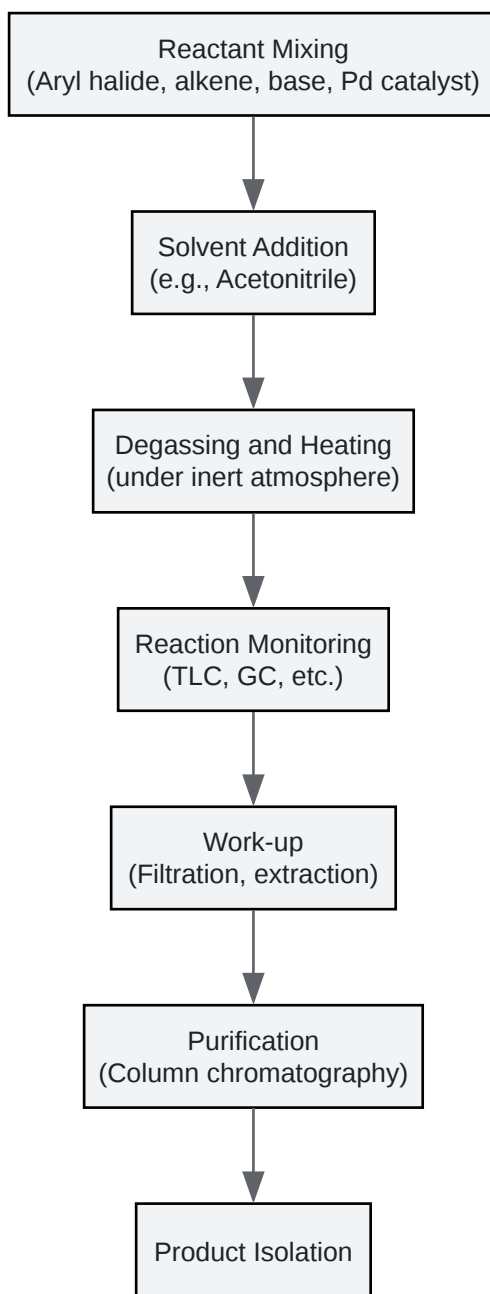 Reactant Mixing
(Aryl halide, alkene, base, Pd catalyst)
Solvent Addition
(e.g., Acetonitrile)
Degassing and Heating
(under inert atmosphere)
Reaction Monitoring
(TLC, GC, etc.)
Work-up
(Filtration, extraction)
Purification
(Column chromatography)
Product Isolation